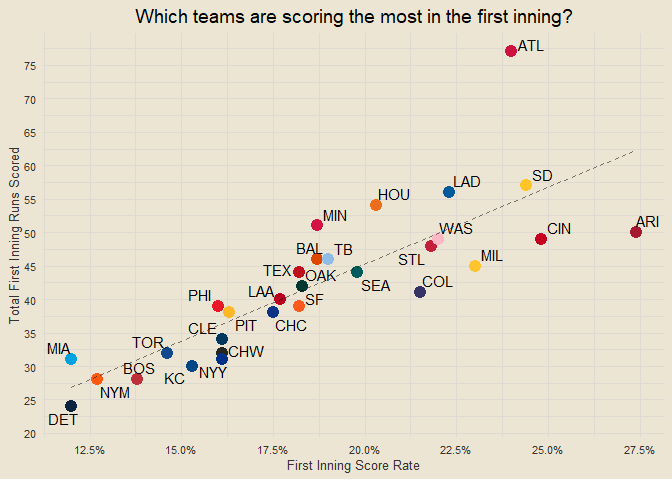 Which teams are scoring the most in the first inning?
ATL
75
70
65
60
SD
LAD
55
HOU
ARI
MIN
WAS
CIN
50
BAL
TB
STL
MIL
45
TEX
OAK
SEA
COL
PHI
LAA
SF
40
PIT
CHC
CLE
35
MIA
TOR
CHW
BOS
KC
NYY
30
NYM
25
DET
20
Total First Inning Runs Scored
12.5% 15.0% 17.5% 20.0% 22.5% 25.0% 27.5%
First Inning Score Rate